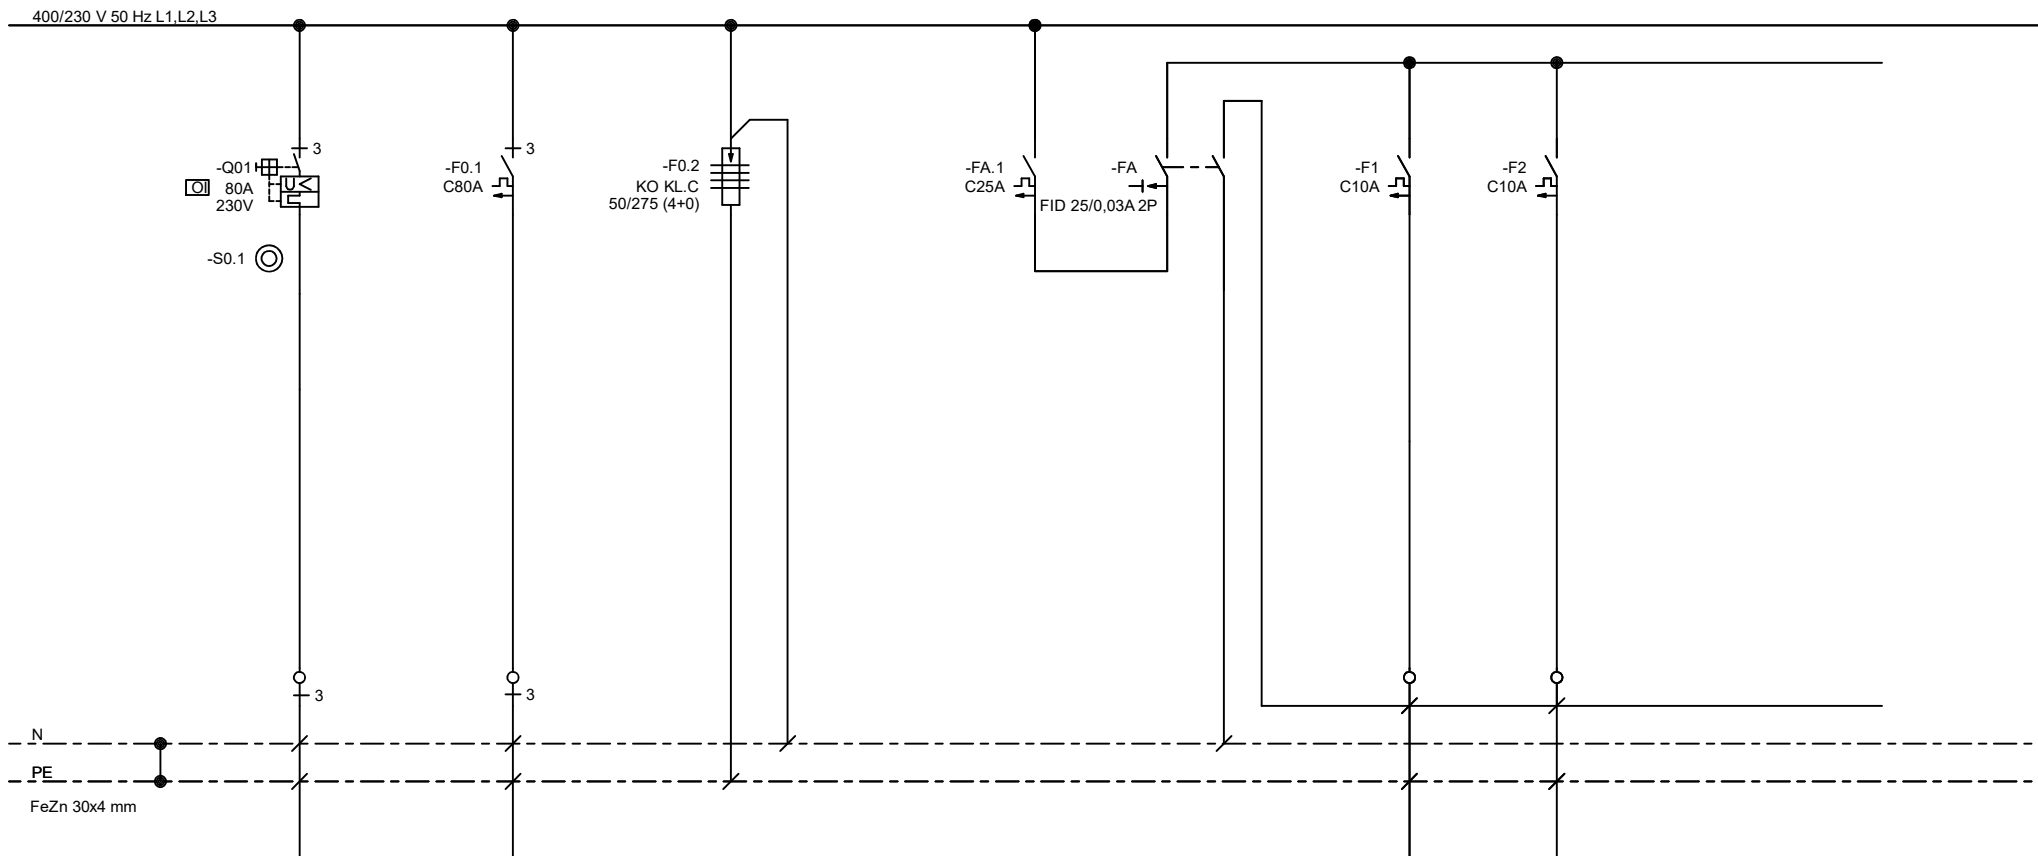 400/230 V 50 Hz L1,L2,L3
3
-Q01
OI
80A
U<
230V
-S0.1
3
-F0.1
C80A
-F0.2
KO KL.C
50/275 (4+0)
-FA.1
C25A
-FA
FID 25/0,03A 2P
-F1
C10A
-F2
C10A
3
3
N
PE
FeZn 30x4 mm